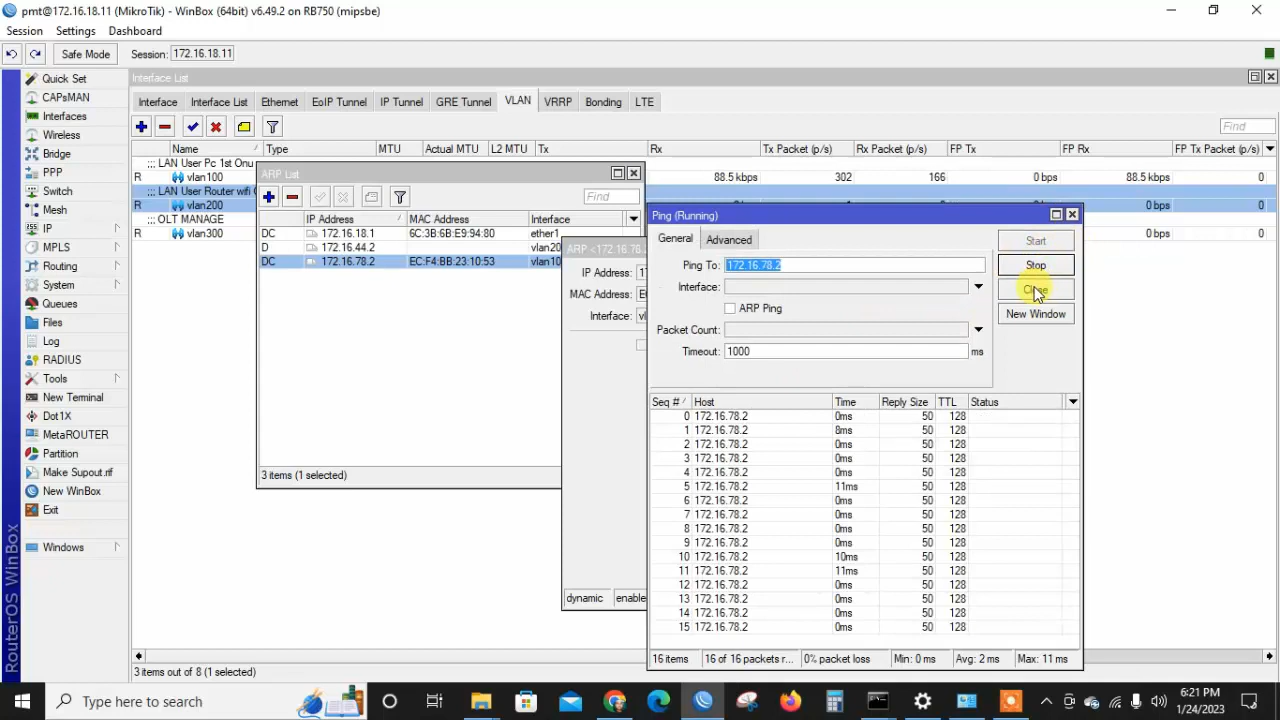 pmt@172.16.18.11 (MikroTik) - WinBox (64bit) v6.49.2 on RB750 (mipsbe)
Session Settings Dashboard
Safe Mode Session: 172.16.18.11
Interface List
Interface Interface List Ethernet EoIP Tunnel IP Tunnel GRE Tunnel VLAN VRRP Bonding LTE
Find
Name Type MTU Actual MTU L2 MTU Tx Rx Tx Packet (p/s) Rx Packet (p/s) FP Tx FP Rx FP Tx Packet (p/s)
;;; LAN User Pc 1st Onu
R vlan100 88.5 kbps 302 166 0 bps 88.5 kbps 0
;;; LAN User Router wifi
R vlan200
;;; OLT MANAGE
R vlan300 0 bps 0
3 items out of 8 (1 selected)
Quick Set
CAPsMAN
Interfaces
Wireless
Bridge
PPP
Switch
Mesh
IP
MPLS
Routing
System
Queues
Files
Log
RADIUS
Tools
New Terminal
Dot1X
MetaROUTER
Partition
Make Supout.rif
New WinBox
Exit
Windows
RouterOS WinBox
ARP List
Find
IP Address MAC Address Interface
DC 172.16.18.1 6C:3B:6B:E9:94:80 ether1
D 172.16.44.2 vlan20
DC 172.16.78.2 EC:F4:BB:23:10:53 vlan10
3 items (1 selected)
ARP <172.16.78.2
IP Address: 1
MAC Address: E
Interface: vl
dynamic enable
Ping (Running)
General Advanced
Ping To: 172.16.78.2
Interface:
ARP Ping
Packet Count:
Timeout: 1000 ms
Start
Stop
Close
New Window
Seq # Host Time Reply Size TTL Status
0 172.16.78.2 0ms 50 128
1 172.16.78.2 8ms 50 128
2 172.16.78.2 0ms 50 128
3 172.16.78.2 0ms 50 128
4 172.16.78.2 0ms 50 128
5 172.16.78.2 11ms 50 128
6 172.16.78.2 0ms 50 128
7 172.16.78.2 0ms 50 128
8 172.16.78.2 0ms 50 128
9 172.16.78.2 0ms 50 128
10 172.16.78.2 10ms 50 128
11 172.16.78.2 11ms 50 128
12 172.16.78.2 0ms 50 128
13 172.16.78.2 0ms 50 128
14 172.16.78.2 0ms 50 128
15 172.16.78.2 0ms 50 128
16 items 16 of 16 packets r... 0% packet loss Min: 0 ms Avg: 2 ms Max: 11 ms
Type here to search
6:21 PM
1/24/2023